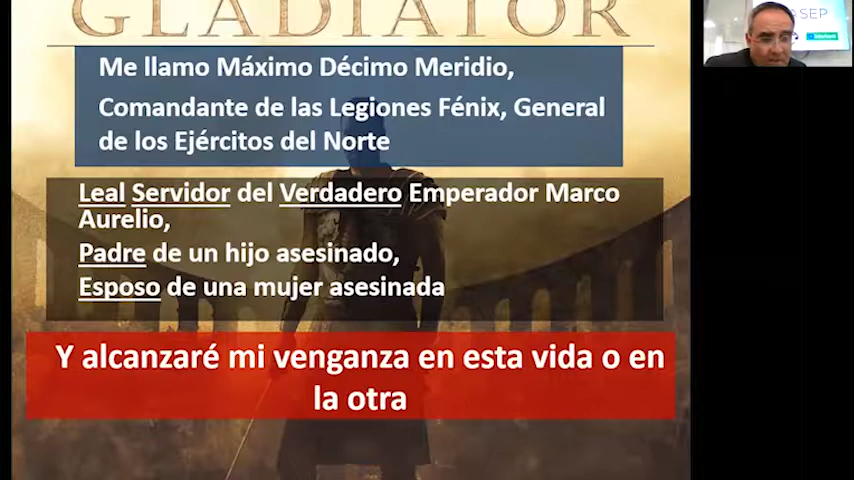 GLADIATOR
SEP
Me llamo Máximo Décimo Meridio,
Comandante de las Legiones Fénix, General
de los Ejércitos del Norte
Leal Servidor del Verdadero Emperador Marco
Aurelio,
Padre de un hijo asesinado,
Esposo de una mujer asesinada
Y alcanzaré mi venganza en esta vida o en
la otra